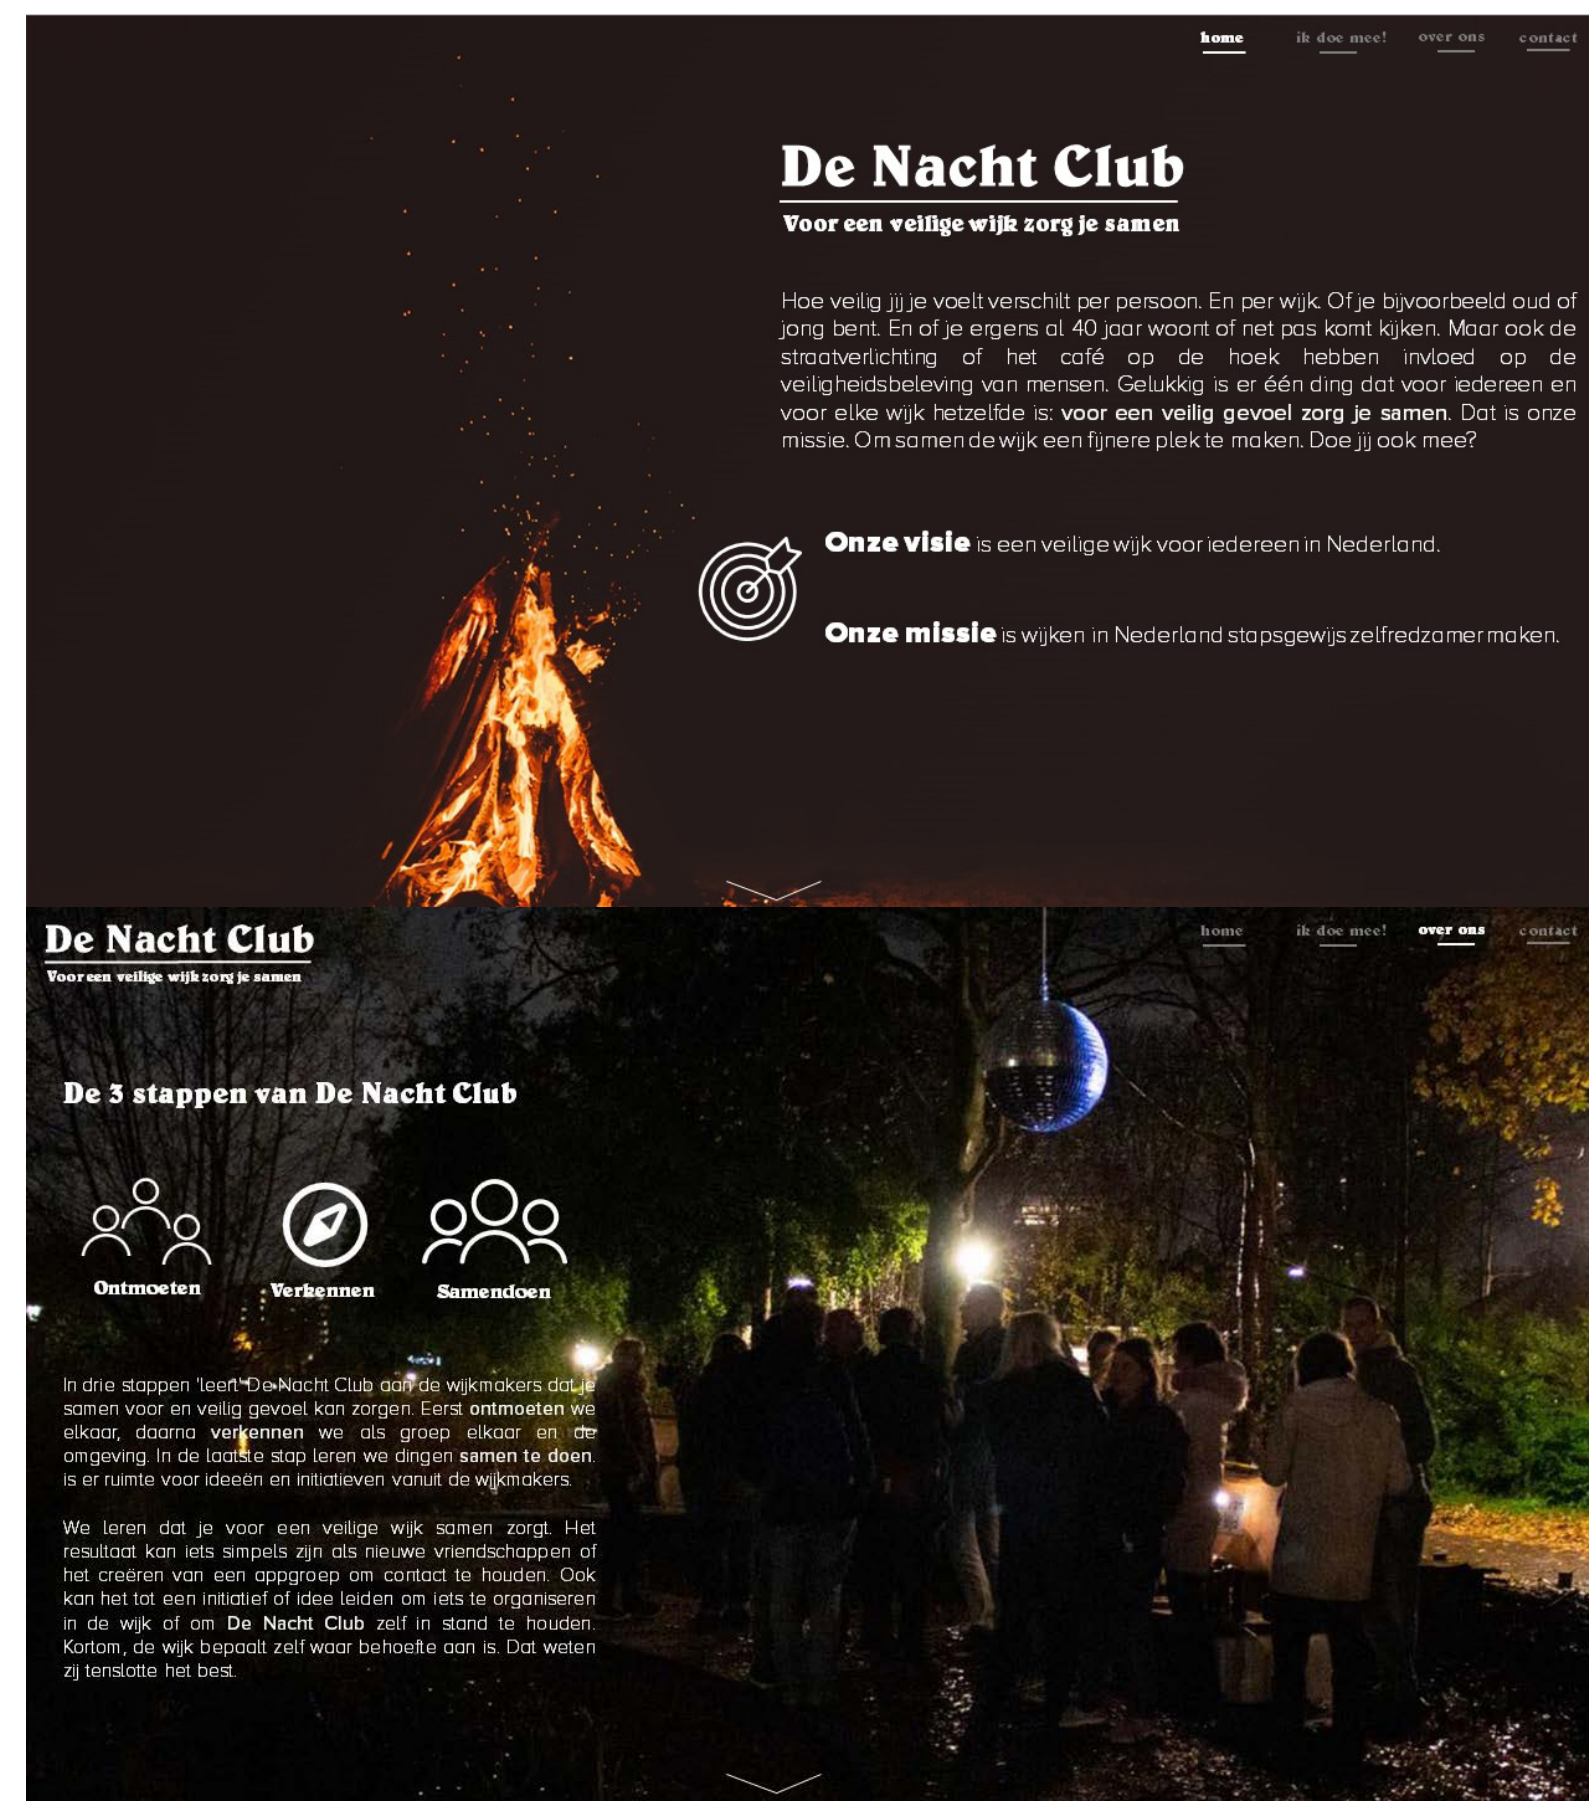 home ik doe mee! over ons contact
De Nacht Club
Voor een veilige wijk zorg je samen
Hoe veilig jij je voelt verschilt per persoon. En per wijk. Of je bijvoorbeeld oud of
jong bent. En of je ergens al 40 jaar woont of net pas komt kijken. Maar ook de
straatverlichting of het café op de hoek hebben invloed op de
veiligheidsbeleving van mensen. Gelukkig is er één ding dat voor iedereen en
voor elke wijk hetzelfde is: voor een veilig gevoel zorg je samen. Dat is onze
missie. Om samen de wijk een fijnere plek te maken. Doe jij ook mee?
Onze visie is een veilige wijk voor iedereen in Nederland.
Onze missie is wijken in Nederland stapsgewijs zelfredzamer maken.
De Nacht Club
Voor een veilige wijk zorg je samen
home ik doe mee! over ons contact
De 3 stappen van De Nacht Club
Ontmoeten Verkennen Samendoen
In drie stappen 'leert' De Nacht Club aan de wijkmakers dat je
samen voor en veilig gevoel kan zorgen. Eerst ontmoeten we
elkaar, daarna verkennen we als groep elkaar en de
omgeving. In de laatste stap leren we dingen samen te doen.
is er ruimte voor ideeën en initiatieven vanuit de wijkmakers.
We leren dat je voor een veilige wijk samen zorgt. Het
resultaat kan iets simpels zijn als nieuwe vriendschappen of
het creëren van een appgroep om contact te houden. Ook
kan het tot een initiatief of idee leiden om iets te organiseren
in de wijk of om De Nacht Club zelf in stand te houden.
Kortom, de wijk bepaalt zelf waar behoefte aan is. Dat weten
zij tenslotte het best.